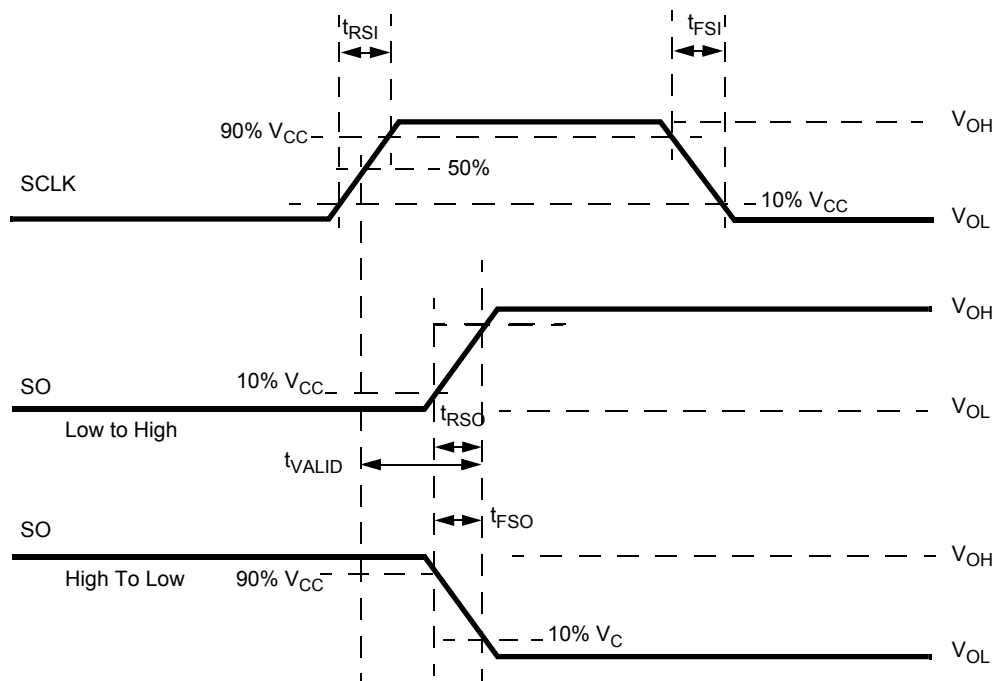 tRSI
tFSI
VOH
90% VCC
50%
SCLK
10% VCC
VOL
VOH
SO
10% VCC
tRSO
VOL
Low to High
tVALID
SO
tFSO
VOH
High To Low
90% VCC
10% VC
VOL